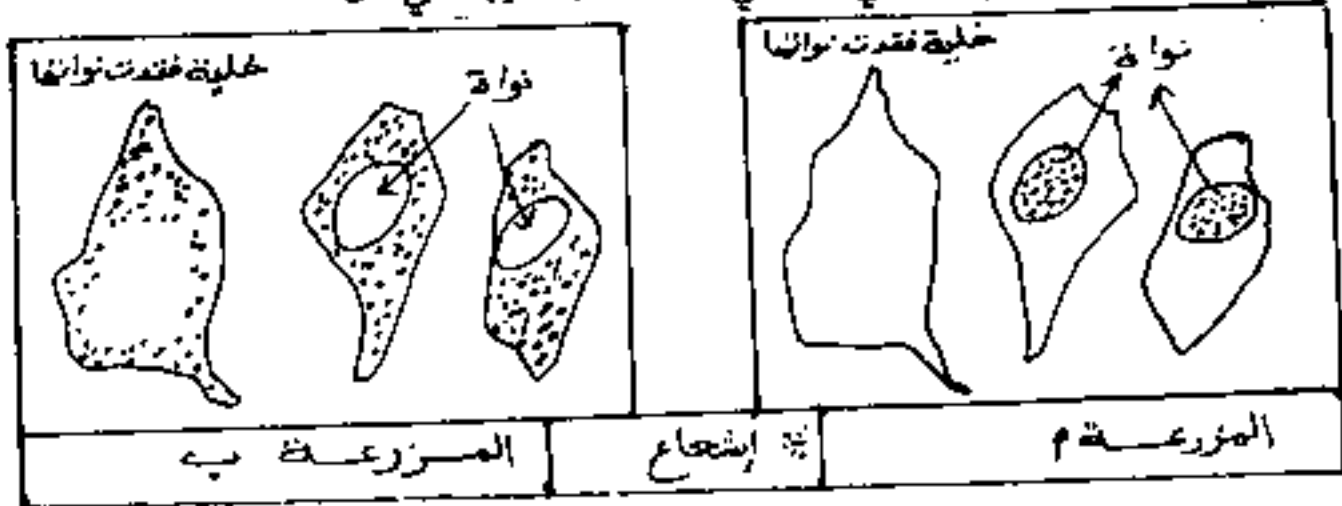 خلية فقدت نواتها
نواة
خلية فقدت نواتها
نواة
المزرعة م
إشعاع
المزرعة ب